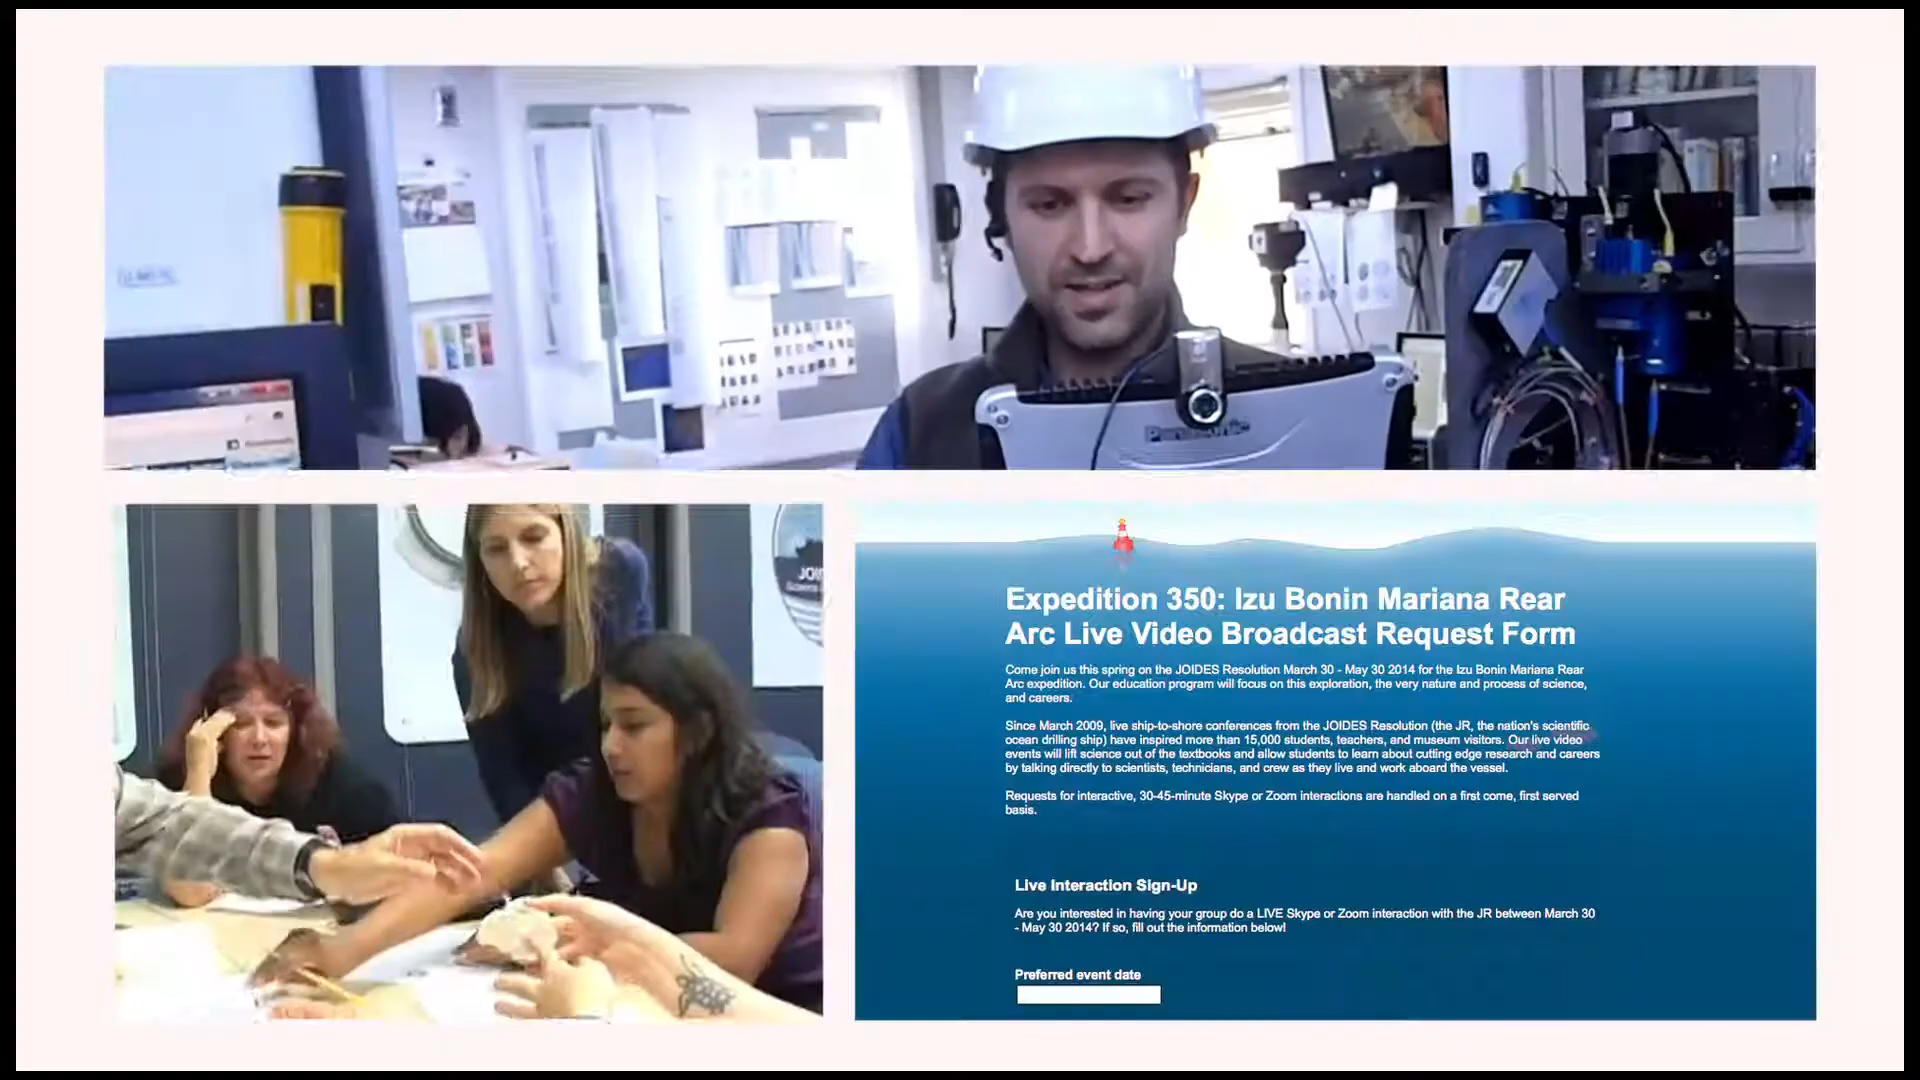 Panasonic
JOI
Expedition 350: Izu Bonin Mariana Rear
Arc Live Video Broadcast Request Form
Come join us this spring on the JOIDES Resolution March 30 - May 30 2014 for the Izu Bonin Mariana Rear
Arc expedition. Our education program will focus on this exploration, the very nature and process of science,
and careers.
Since March 2009, live ship-to-shore conferences from the JOIDES Resolution (the JR, the nation's scientific
ocean drilling ship) have inspired more than 15,000 students, teachers, and museum visitors. Our live video
events will lift science out of the textbooks and allow students to learn about cutting edge research and careers
by talking directly to scientists, technicians, and crew as they live and work aboard the vessel.
Requests for interactive, 30-45-minute Skype or Zoom interactions are handled on a first come, first served
basis.
Live Interaction Sign-Up
Are you interested in having your group do a LIVE Skype or Zoom interaction with the JR between March 30
- May 30 2014? If so, fill out the information below!
Preferred event date